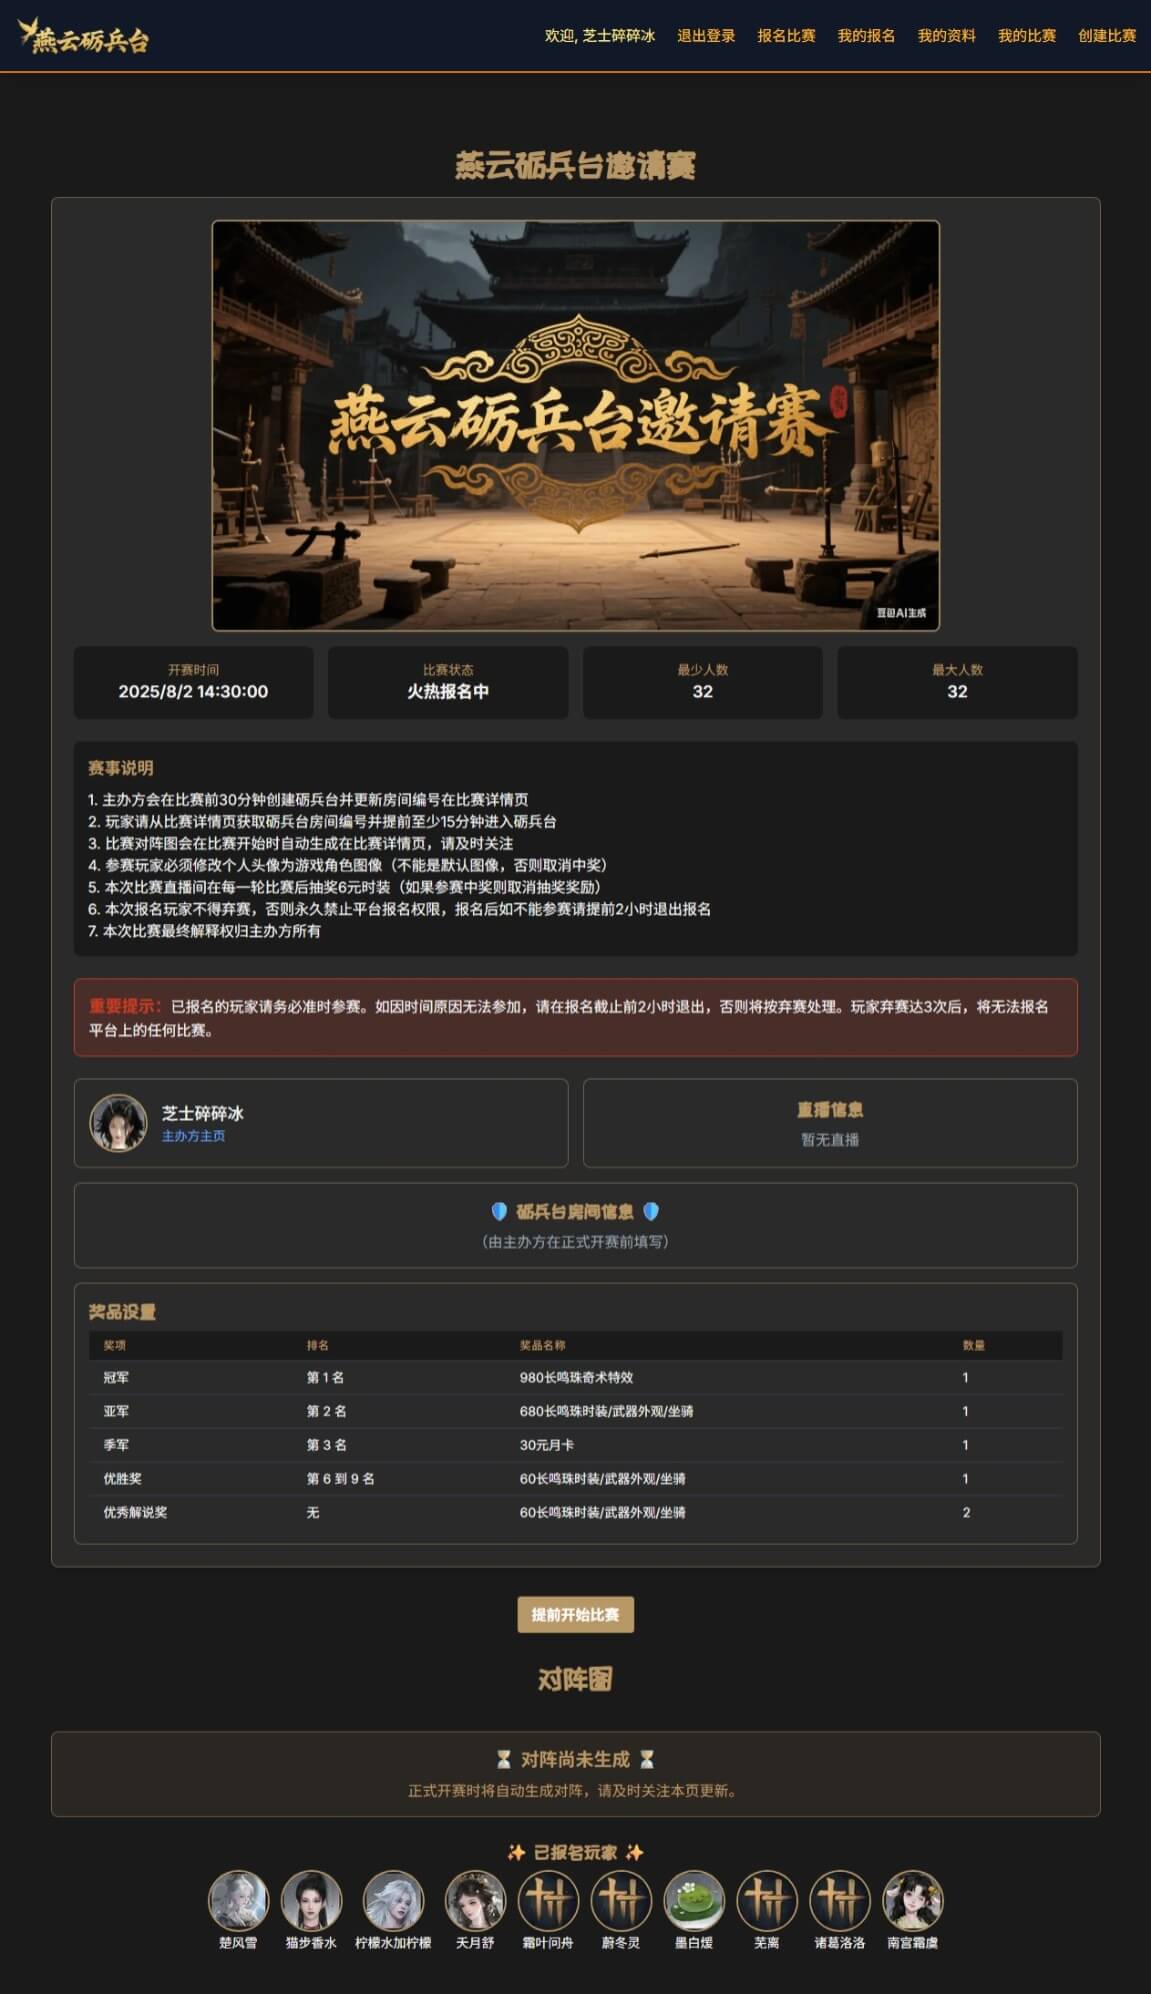 燕云砺兵台
欢迎, 芝士碎碎冰 退出登录 报名比赛 我的报名 我的资料 我的比赛 创建比赛
燕云砺兵台邀请赛
燕云砺兵台邀请赛
豆包AI生成
开赛时间 比赛状态 最少人数 最大人数
2025/8/2 14:30:00 火热报名中 32 32
赛事说明
1. 主办方会在比赛前30分钟创建砺兵台并更新房间编号在比赛详情页
2. 玩家请从比赛详情页获取砺兵台房间编号并提前至少15分钟进入砺兵台
3. 比赛对阵图会在比赛开始时自动生成在比赛详情页，请及时关注
4. 参赛玩家必须修改个人头像为游戏角色图像（不能是默认图像，否则取消中奖）
5. 本次比赛直播间在每一轮比赛后抽奖6元时装（如果参赛中奖则取消抽奖奖励）
6. 本次报名玩家不得弃赛，否则永久禁止平台报名权限，报名后如不能参赛请提前2小时退出报名
7. 本次比赛最终解释权归主办方所有
重要提示：已报名的玩家请务必准时参赛。如因时间原因无法参加，请在报名截止前2小时退出，否则将按弃赛处理。玩家弃赛达3次后，将无法报名
平台上的任何比赛。
芝士碎碎冰
主办方主页
直播信息
暂无直播
砺兵台房间信息
（由主办方在正式开赛前填写）
奖品设置
奖项 排名 奖品名称 数量
冠军 第 1 名 980长鸣珠奇术特效 1
亚军 第 2 名 680长鸣珠时装/武器外观/坐骑 1
季军 第 3 名 30元月卡 1
优胜奖 第 6 到 9 名 60长鸣珠时装/武器外观/坐骑 1
优秀解说奖 无 60长鸣珠时装/武器外观/坐骑 2
提前开始比赛
对阵图
对阵尚未生成
正式开赛时将自动生成对阵，请及时关注本页更新。
已报名玩家
楚风雪 猫步香水 柠檬水加柠檬 天月舒 霜叶问舟 蔚冬灵 墨白煖 芜离 诸葛洛洛 南宫霜虞